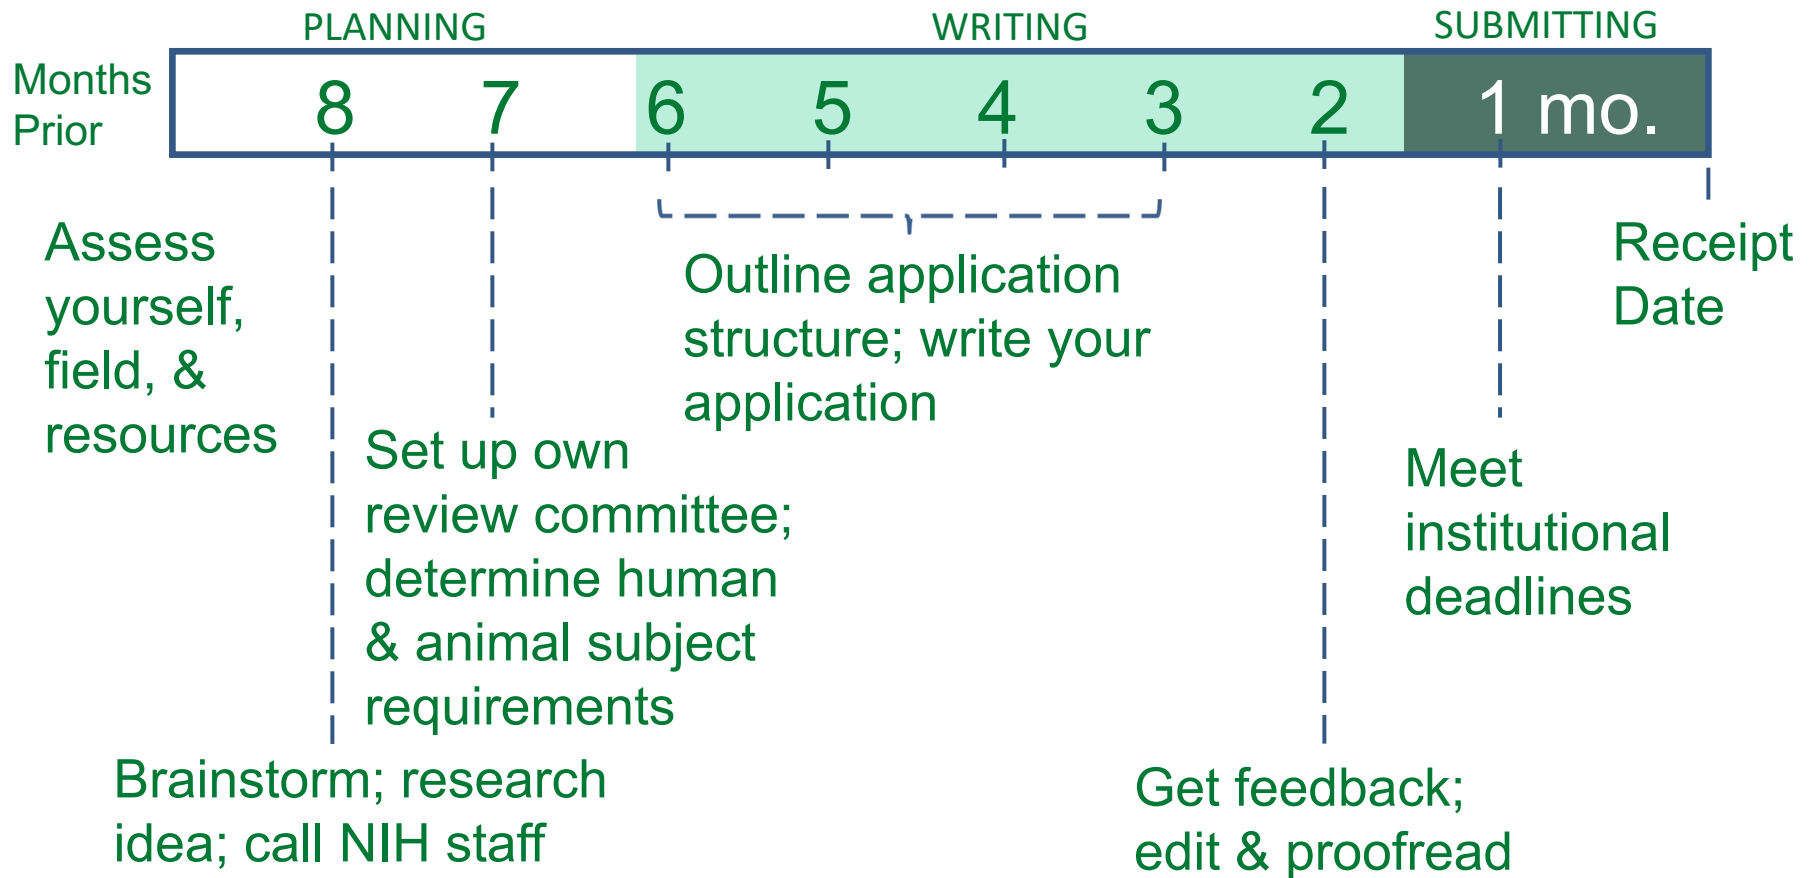 PLANNING
WRITING
SUBMITTING
Months
Prior
8
7
6
5
4
3
2
1 mo.
Assess
yourself,
field, &
resources
Brainstorm; research
idea; call NIH staff
Set up own
review committee;
determine human
& animal subject
requirements
Outline application
structure; write your
application
Get feedback;
edit & proofread
Meet
institutional
deadlines
Receipt
Date